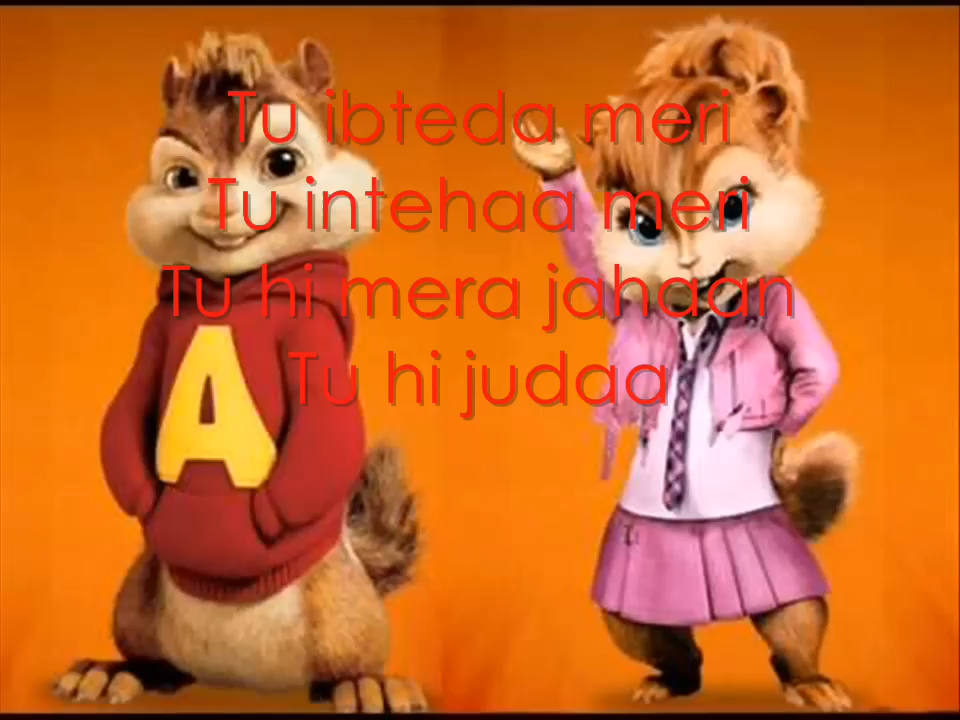 Tu ibteda meri
Tu intehaa meri
Tu hi mera jahaan
Tu hi judaa
A